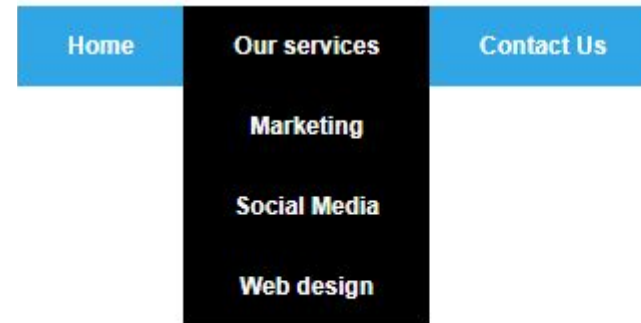 Home Our services Contact Us
Marketing
Social Media
Web design